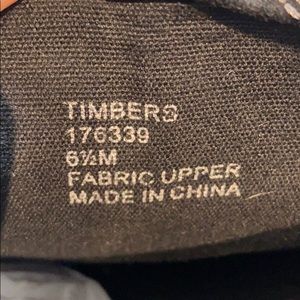 TIMBERS
176339
6½M
FABRIC UPPER
MADE IN CHINA